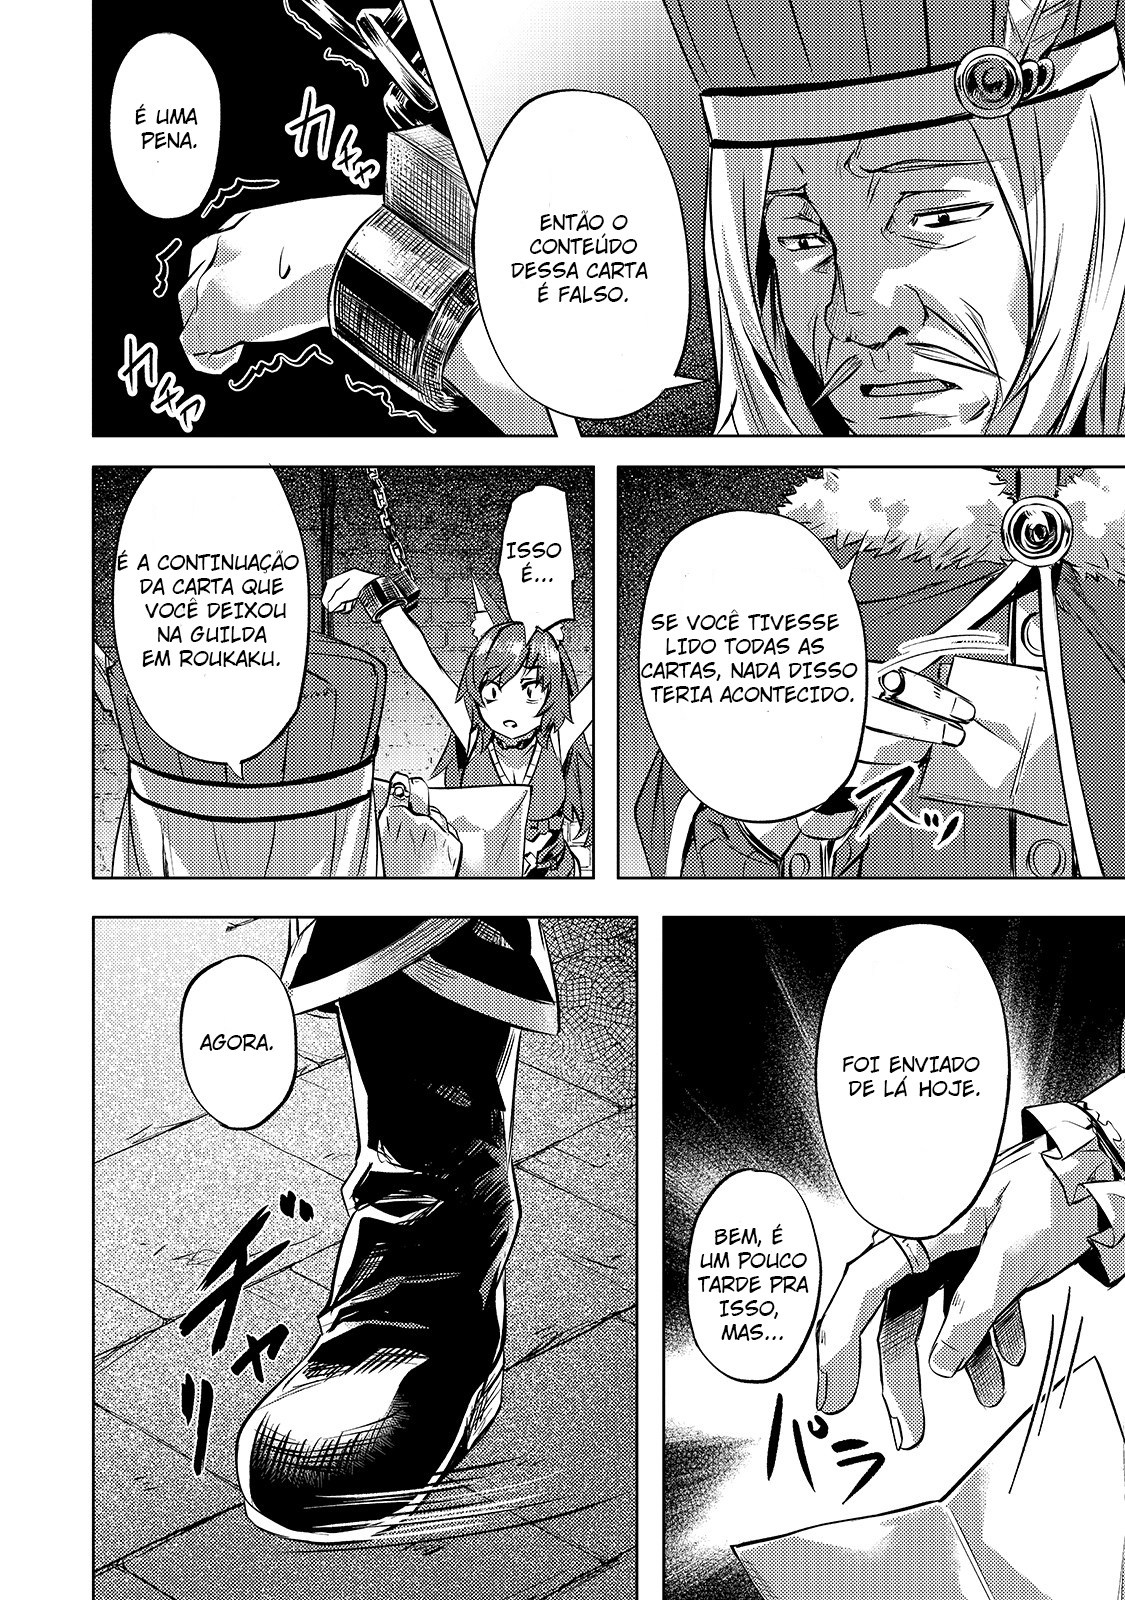 ENTÃO O
CONTEÚDO
DESSA CARTA
É FALSO.
É UMA
PENA.
カチャ
カチャ
SE VOCÊ TIVESSE
LIDO TODAS AS
CARTAS, NADA DISSO
TERIA ACONTECIDO.
スッ
ISSO
É...
É A CONTINUAÇÃO
DA CARTA QUE
VOCÊ DEIXOU
NA GUILDA
EM ROUKAKU.
FOI ENVIADO
DE LÁ HOJE.
BEM, É
UM POUCO
TARDE PRA
ISSO,
MAS...
パラ
AGORA.
ジャリ